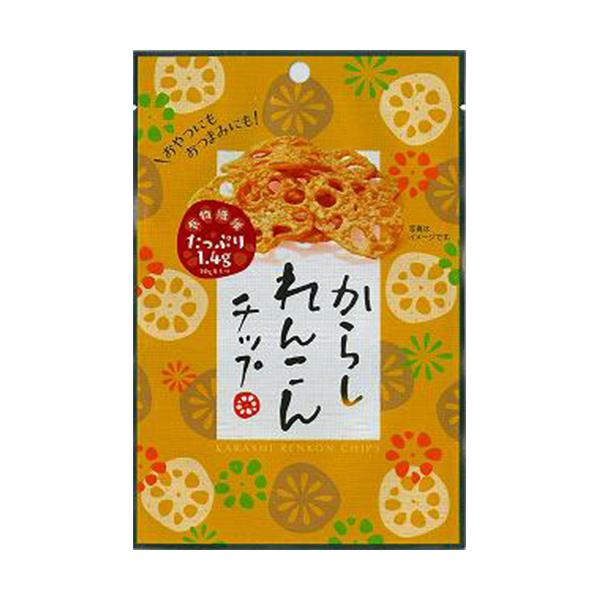 おやつにも
おつまみにも!
食物繊維
たっぷり
1.4g
写真は
イメージです。
からし
れんこん
チップ
KARASHI RENKON CHIPS